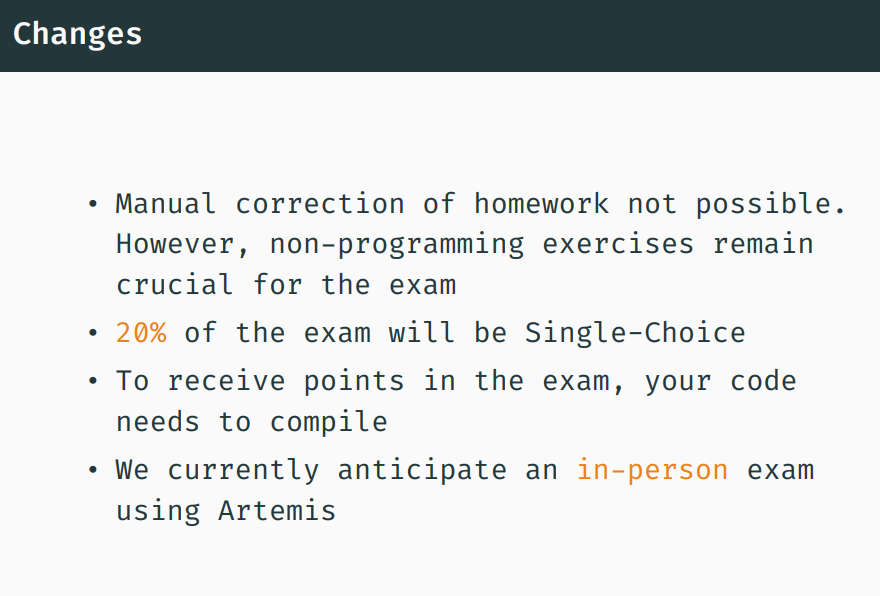 Changes
• Manual correction of homework not possible.
However, non-programming exercises remain
crucial for the exam
• 20% of the exam will be Single-Choice
• To receive points in the exam, your code
needs to compile
• We currently anticipate an in-person exam
using Artemis